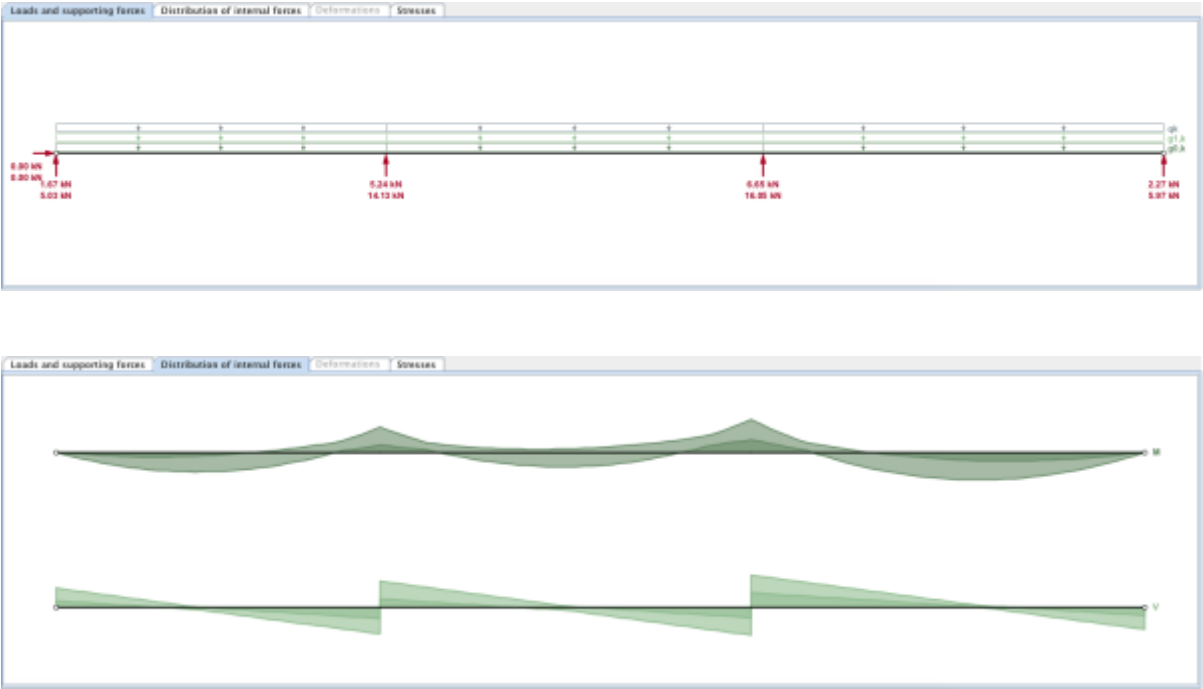 Loads and supporting forces Distribution of internal forces Deformations Stresses
qk
g1,k
g0,k
0.00 kN
0.00 kN
1.67 kN 5.24 kN 6.65 kN 2.27 kN
5.03 kN 14.13 kN 16.05 kN 5.97 kN
Loads and supporting forces Distribution of internal forces Deformations Stresses
M
V